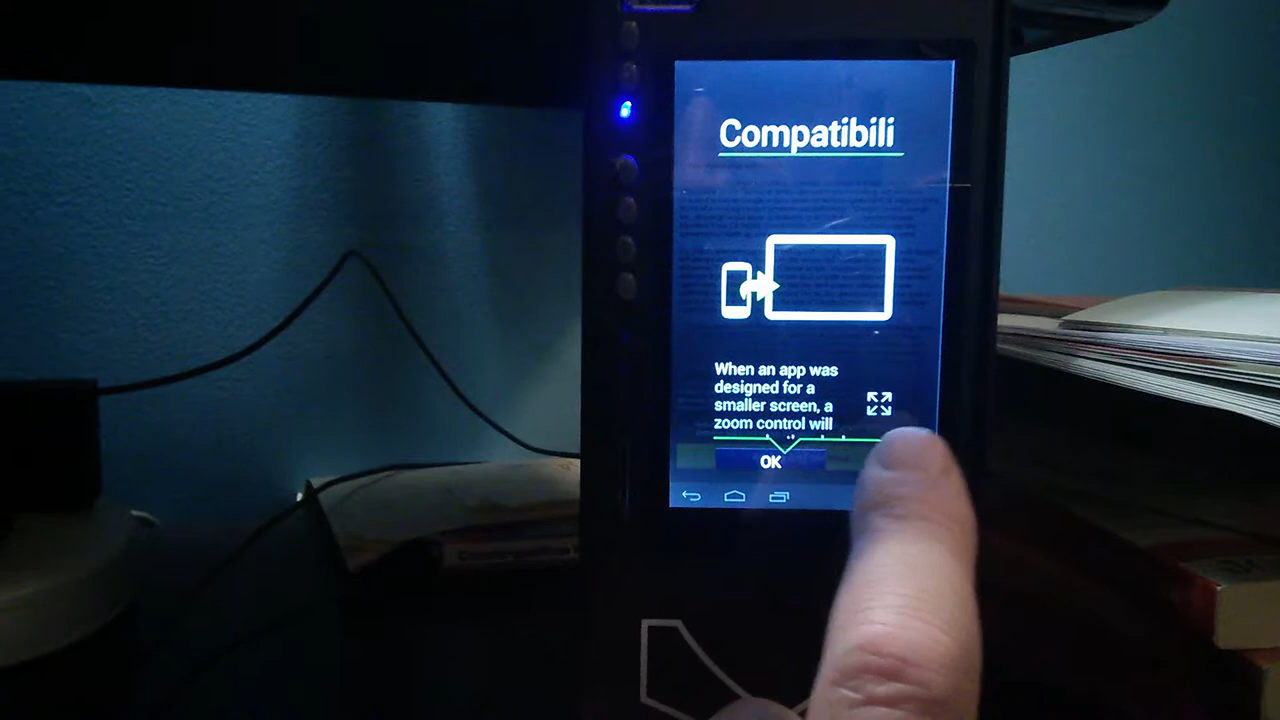 Compatibili
When an app was
designed for a
smaller screen, a
zoom control will
OK